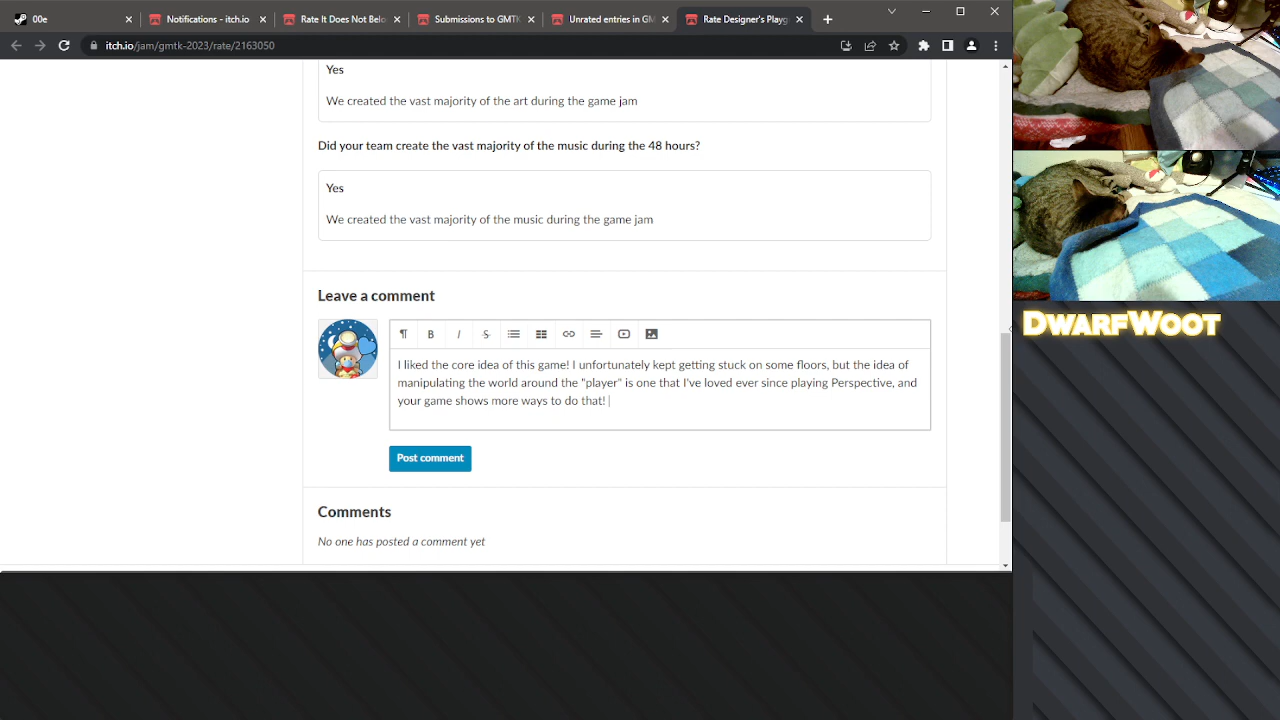 00e
Notifications - itch.io
Rate It Does Not Belo
Submissions to GMTK
Unrated entries in GM
Rate Designer's Playg
itch.io/jam/gmtk-2023/rate/2163050
Yes
We created the vast majority of the art during the game jam
Did your team create the vast majority of the music during the 48 hours?
Yes
We created the vast majority of the music during the game jam
Leave a comment
I liked the core idea of this game! I unfortunately kept getting stuck on some floors, but the idea of
manipulating the world around the "player" is one that I've loved ever since playing Perspective, and
your game shows more ways to do that!
Post comment
Comments
No one has posted a comment yet
DWARFWOOT